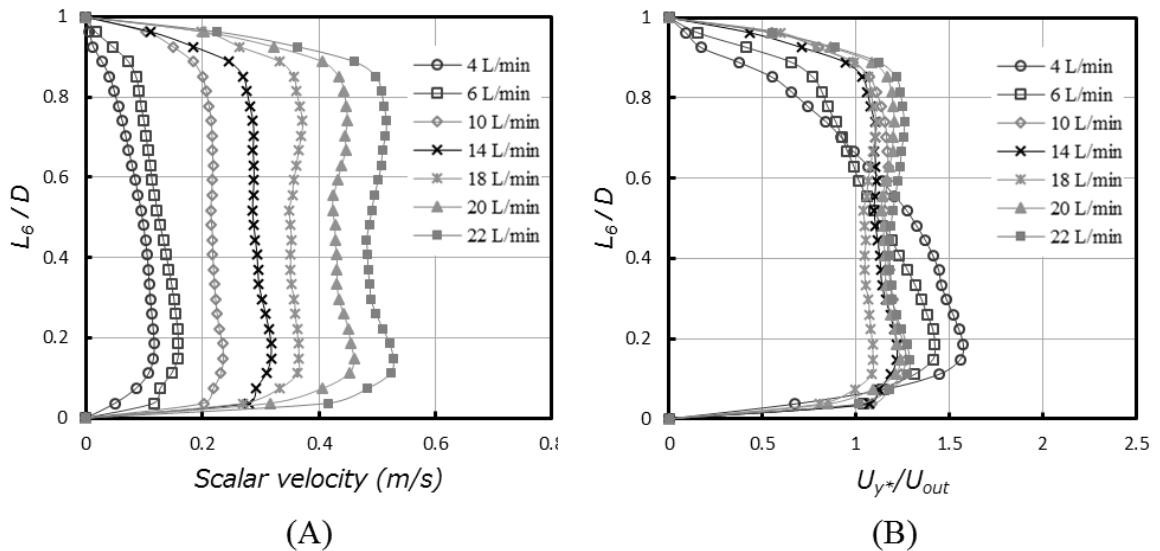 1
0.8
0.6
0.4
0.2
0
L6 / D
0
0.2
0.4
0.6
0.8
Scalar velocity (m/s)
4 L/min
6 L/min
10 L/min
14 L/min
18 L/min
20 L/min
22 L/min
(A)
1
0.8
0.6
0.4
0.2
0
L6 / D
0
0.5
1
1.5
2
2.5
Uy*/Uout
4 L/min
6 L/min
10 L/min
14 L/min
18 L/min
20 L/min
22 L/min
(B)